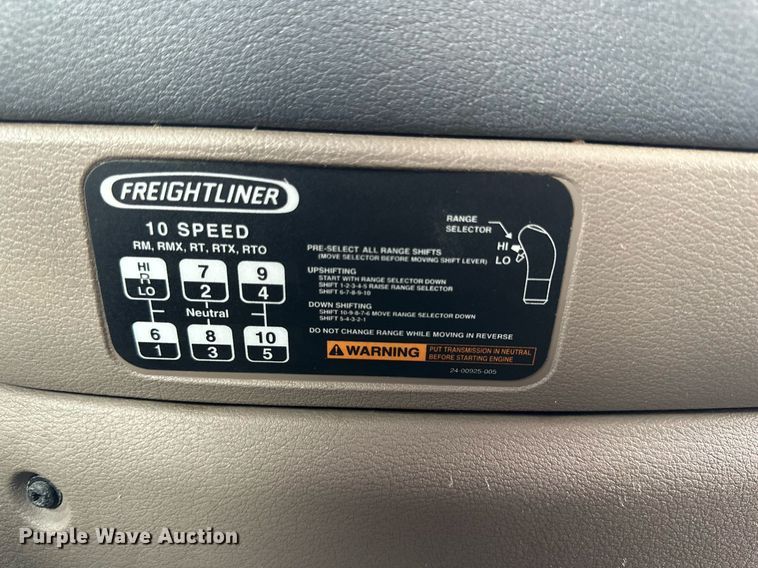 FREIGHTLINER
10 SPEED
RM, RMX, RT, RTX, RTO
HI R LO 7 2 9 4
Neutral
6 1 8 3 10 5
RANGE
SELECTOR
HI
LO
PRE-SELECT ALL RANGE SHIFTS
(MOVE SELECTOR BEFORE MOVING SHIFT LEVER)
UPSHIFTING
START WITH RANGE SELECTOR DOWN
SHIFT 1-2-3-4-5 RAISE RANGE SELECTOR
SHIFT 6-7-8-9-10
DOWN SHIFTING
SHIFT 10-9-8-7-6 MOVE RANGE SELECTOR DOWN
SHIFT 5-4-3-2-1
DO NOT CHANGE RANGE WHILE MOVING IN REVERSE
WARNING
PUT TRANSMISSION IN NEUTRAL
BEFORE STARTING ENGINE
24-00925-005
Purple Wave Auction